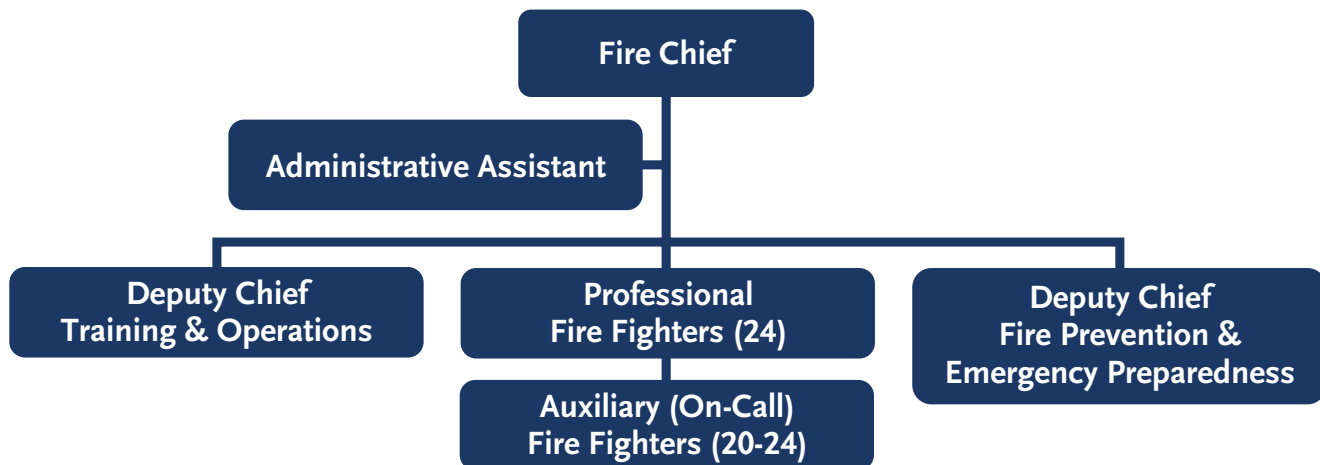 Fire Chief
Administrative Assistant
Deputy Chief
Training & Operations
Professional
Fire Fighters (24)
Deputy Chief
Fire Prevention &
Emergency Preparedness
Auxiliary (On-Call)
Fire Fighters (20-24)